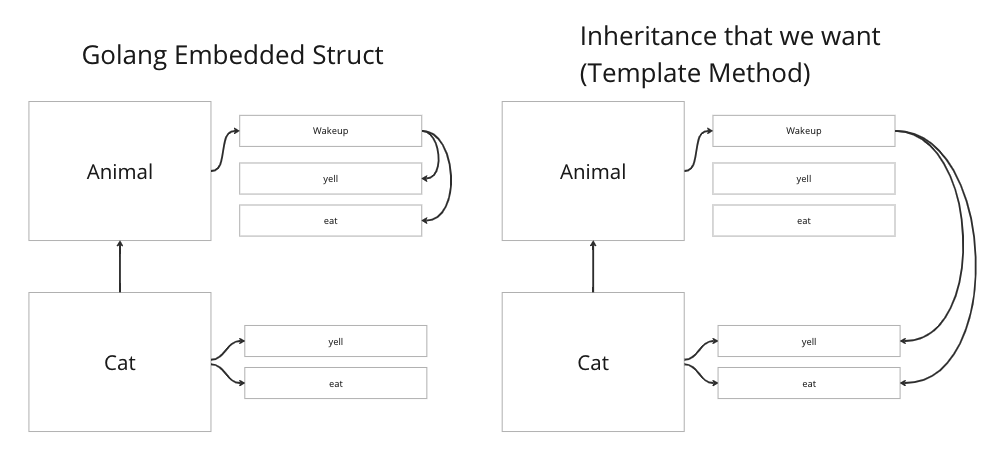 Golang Embedded Struct
Animal
Wakeup
yell
eat
Cat
yell
eat
Inheritance that we want
(Template Method)
Animal
Wakeup
yell
eat
Cat
yell
eat